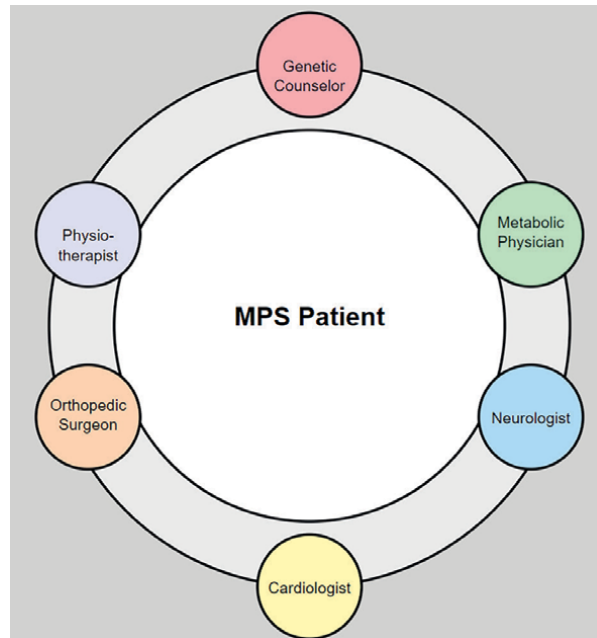 Genetic
Counselor
Metabolic
Physician
Physio-
therapist
MPS Patient
Orthopedic
Surgeon
Neurologist
Cardiologist